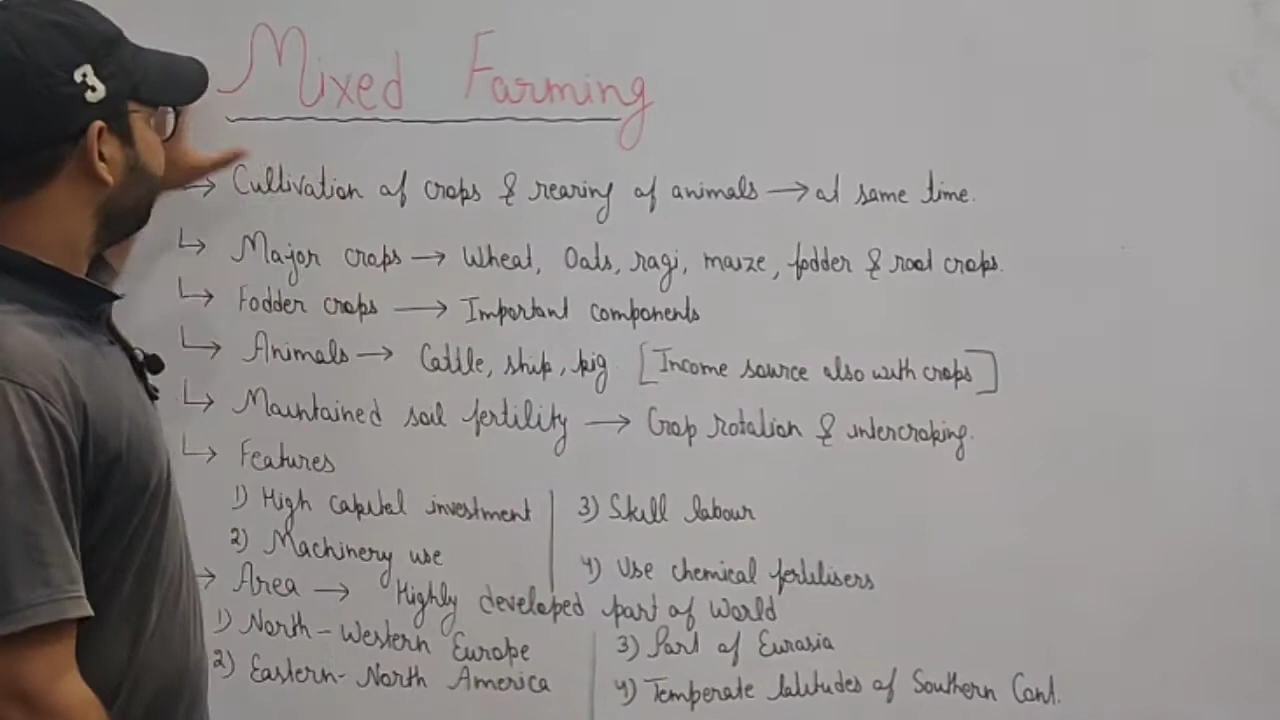 3
Mixed Farming
→ Cultivation of crops & rearing of animals → at same time.
↳ Major crops → Wheat, Oats, ragi, maize, fodder & root crops.
↳ Fodder crops → Important components
↳ Animals → Cattle, ship, pig [Income source also with crops]
↳ Maintained soil fertility → Crop rotation & intercroping.
↳ Features
1) High capital investment
2) Machinery use
3) Skill labour
4) Use chemical fertilisers
→ Area → Highly developed part of World
1) North-Western Europe
2) Eastern-North America
3) Part of Eurasia
4) Temperate latitudes of Southern Cont.